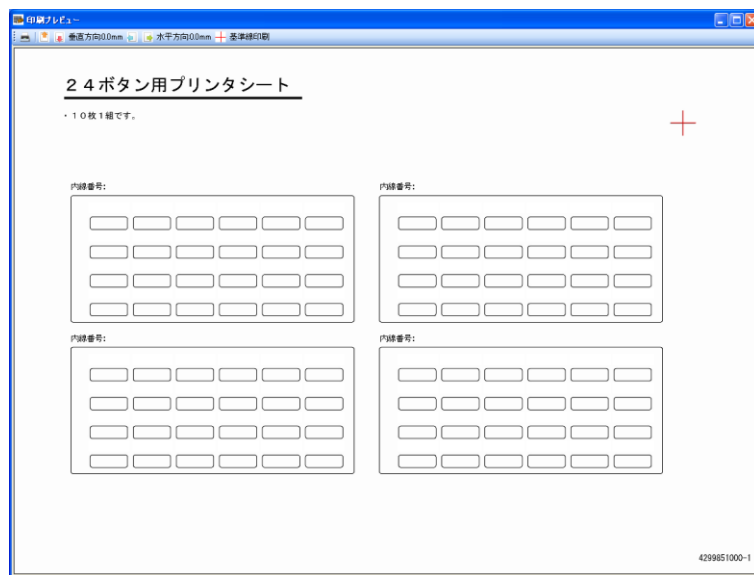 印刷プレビュー
垂直方向0.0mm 水平方向0.0mm 基準線印刷
２４ボタン用プリンタシート
・１０枚１組です。
内線番号: 内線番号:
内線番号: 内線番号:
4299851000-1